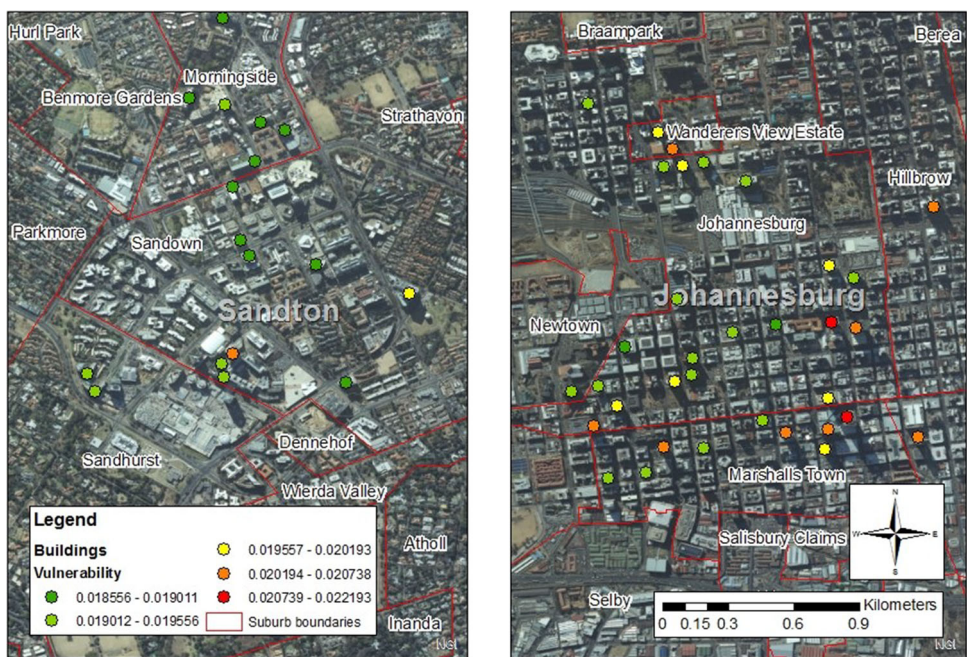 Hurl Park
Morningside
Benmore Gardens
Strathavon
Parkmore
Sandown
Sandton
Dennehof
Sandhurst
Wierda Valley
Atholl
Inanda
Legend
Buildings
Vulnerability
0.018556 - 0.019011
0.019012 - 0.019556
0.019557 - 0.020193
0.020194 - 0.020738
0.020739 - 0.022193
Suburb boundaries
Braampark
Berea
Wanderers View Estate
Hillbrow
Johannesburg
Johannesburg
Newtown
Marshalls Town
Salisbury Claims
Selby
N
W E
S
Kilometers
0 0.15 0.3 0.6 0.9